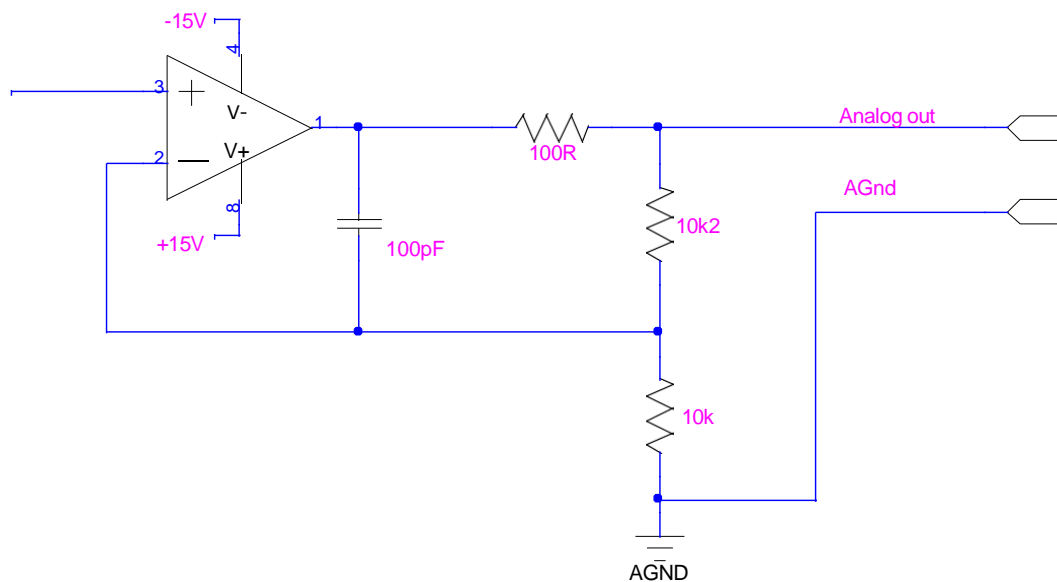 -15V
4
3
+
V-
1
Analog out
100R
2
—
V+
AGnd
8
+15V
100pF
10k2
10k
AGND